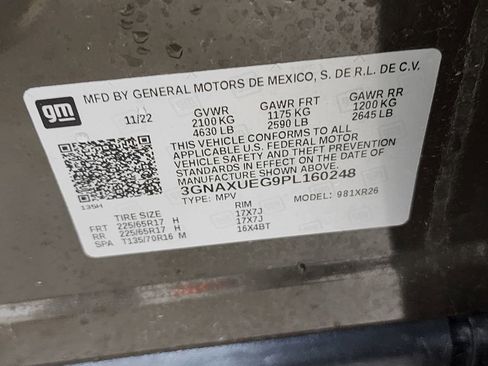 gm
MFD BY GENERAL MOTORS DE MEXICO, S. DE R.L. DE C.V.
11/22 GVWR GAWR FRT GAWR RR
2100 KG 1175 KG 1200 KG
4630 LB 2590 LB 2645 LB
THIS VEHICLE CONFORMS TO ALL
APPLICABLE U.S. FEDERAL MOTOR
VEHICLE SAFETY STANDARDS IN
EFFECT ON THE DATE OF
MANUFACTURE SHOWN ABOVE.
3GNAXUEG9PL160248
135H TYPE: MPV MODEL: 981XR26
TIRE SIZE RIM
FRT 225/65R17 H 17X7J
RR 225/65R17 H 17X7J
SPA T135/70R16 M 16X4BT